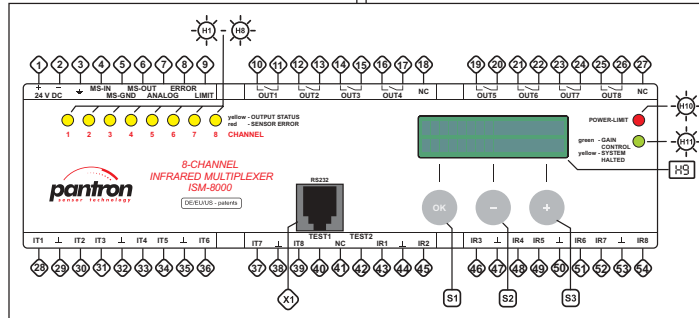 H1 - H8
1 2 3 4 5 6 7 8 9 10 11 12 13 14 15 16 17 18 19 20 21 22 23 24 25 26 27
+ − MS-IN MS-OUT ERROR
24 V DC MS-GND ANALOG LIMIT OUT1 OUT2 OUT3 OUT4 NC OUT5 OUT6 OUT7 OUT8 NC
yellow - OUTPUT STATUS
red - SENSOR ERROR
1 2 3 4 5 6 7 8 CHANNEL
POWER-LIMIT
H10
green - GAIN
CONTROL
yellow - SYSTEM
HALTED
H11
H9
8-CHANNEL
INFRARED MULTIPLEXER
ISM-8000
DE/EU/US - patents
pantron
sensor technology
RS232
OK − +
TEST1 TEST2
IT1 ⊥ IT2 IT3 ⊥ IT4 IT5 ⊥ IT6 IT7 ⊥ IT8 NC IR1 ⊥ IR2 IR3 ⊥ IR4 IR5 ⊥ IR6 IR7 ⊥ IR8
28 29 30 31 32 33 34 35 36 37 38 39 40 41 42 43 44 45 46 47 48 49 50 51 52 53 54
X1 S1 S2 S3